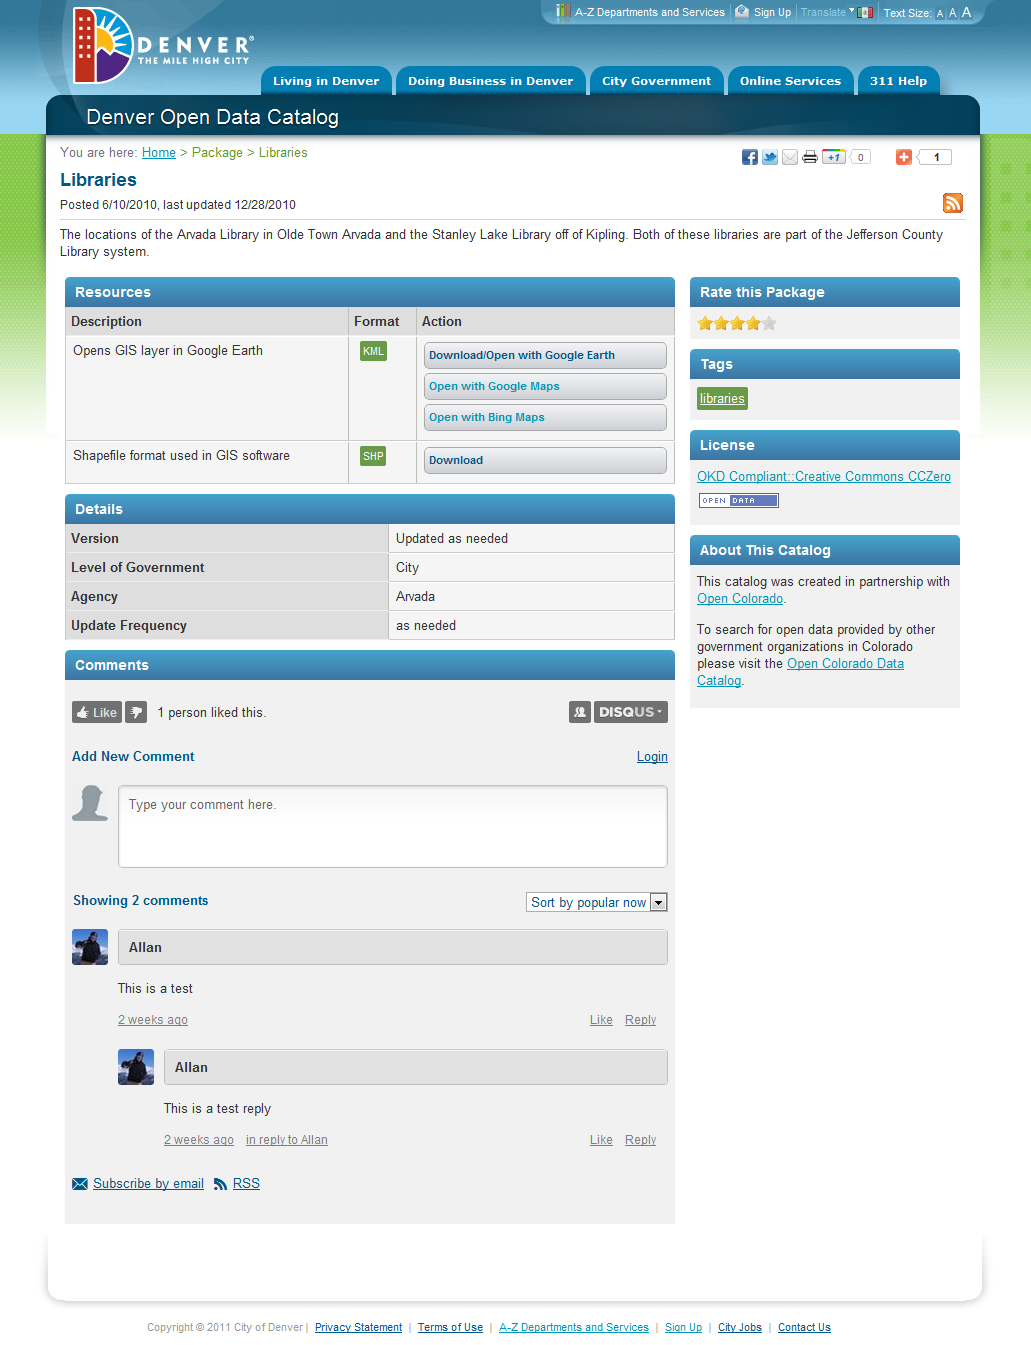 A-Z Departments and Services
Sign Up
Translate
Text Size: A A A
DENVER®
THE MILE HIGH CITY
Living in Denver
Doing Business in Denver
City Government
Online Services
311 Help
Denver Open Data Catalog
You are here: Home > Package > Libraries
+1
0
1
Libraries
Posted 6/10/2010, last updated 12/28/2010
The locations of the Arvada Library in Olde Town Arvada and the Stanley Lake Library off of Kipling. Both of these libraries are part of the Jefferson County
Library system.
Resources
Description Format Action
Opens GIS layer in Google Earth
KML
Download/Open with Google Earth
Open with Google Maps
Open with Bing Maps
Shapefile format used in GIS software
SHP
Download
Details
Version Updated as needed
Level of Government City
Agency Arvada
Update Frequency as needed
Comments
Like
1 person liked this.
DISQUS
Add New Comment
Login
Type your comment here.
Showing 2 comments
Sort by popular now
Allan
This is a test
2 weeks ago
Like Reply
Allan
This is a test reply
2 weeks ago in reply to Allan
Like Reply
Subscribe by email
RSS
Rate this Package
Tags
libraries
License
OKD Compliant::Creative Commons CCZero
OPEN DATA
About This Catalog
This catalog was created in partnership with
Open Colorado.
To search for open data provided by other
government organizations in Colorado
please visit the Open Colorado Data
Catalog.
Copyright © 2011 City of Denver | Privacy Statement | Terms of Use | A-Z Departments and Services | Sign Up | City Jobs | Contact Us